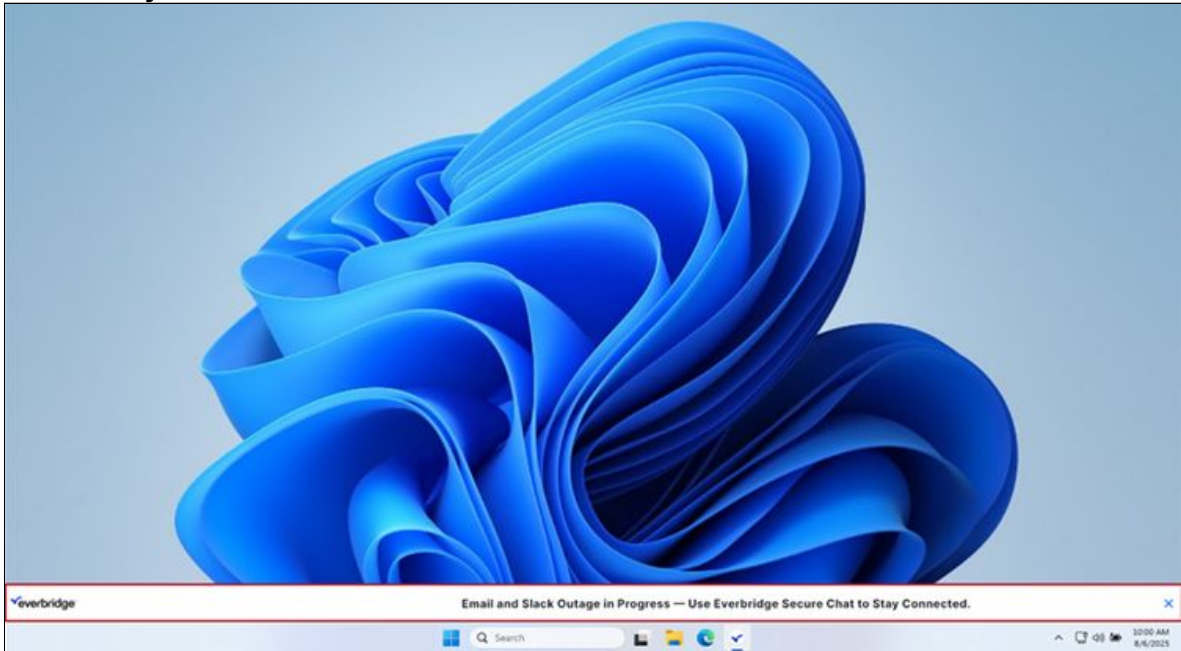 everbridge
Email and Slack Outage in Progress — Use Everbridge Secure Chat to Stay Connected.
Search
10:00 AM
8/6/2025